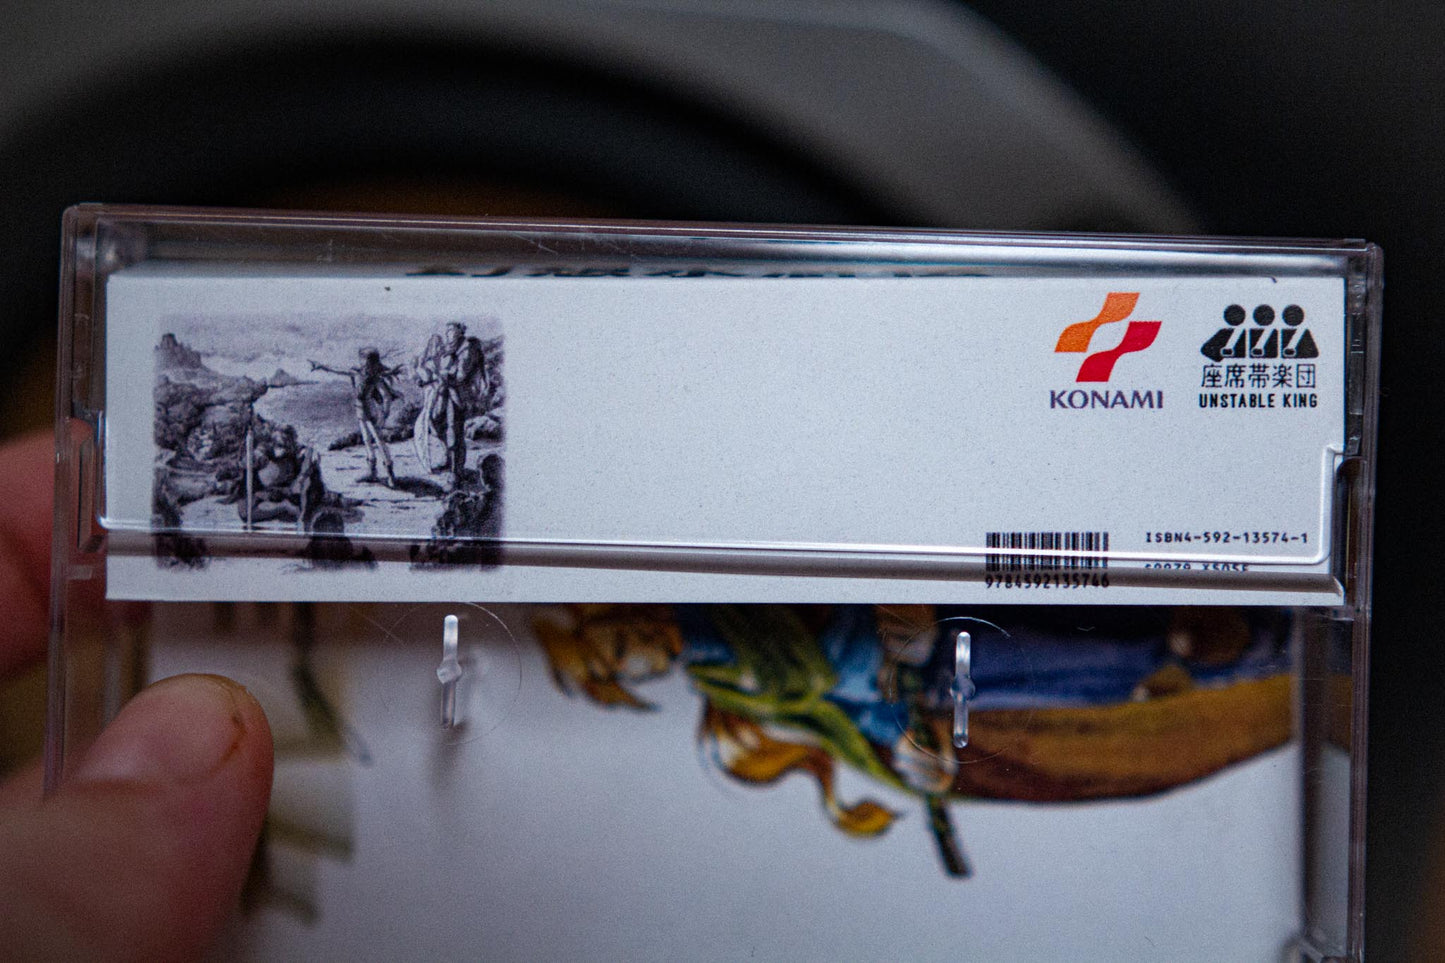 KONAMI
座席帯楽団
UNSTABLE KING
ISBN4-592-13574-1
9784592135746